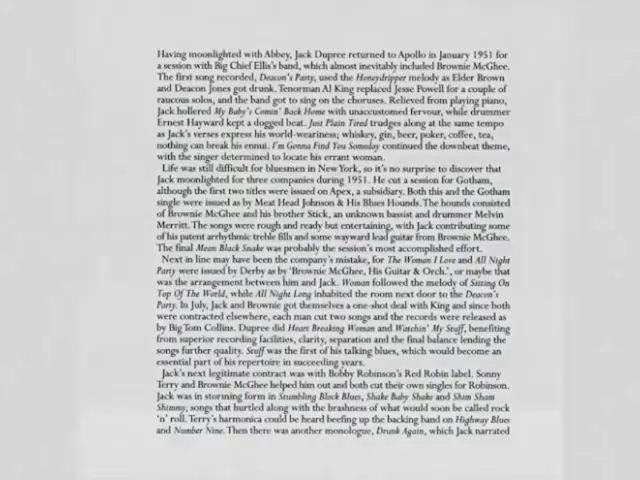 Having moonlighted with Abbey, Jack Dupree returned to Apollo in January 1951 for
a session with Big Chief Ellis's band, which almost inevitably included Brownie McGhee.
The first song recorded, Deacon's Party, used the Honeydripper melody as Elder Brown
and Deacon Jones got drunk. Tenorman Al King replaced Jesse Powell for a couple of
raucous solos, and the band got to sing on the choruses. Relieved from playing piano,
Jack hollered My Baby's Comin' Back Home with unaccustomed fervour, while drummer
Ernest Hayward kept a dogged beat. Just Plain Tired trudges along at the same tempo
as Jack's verses express his world-weariness; whiskey, gin, beer, poker, coffee, tea,
nothing can break his ennui. I'm Gonna Find You Someday continued the downbeat theme,
with the singer determined to locate his errant woman.
Life was still difficult for bluesmen in New York, so it's no surprise to discover that
Jack moonlighted for three companies during 1951. He cut a session for Gotham,
although the first two titles were issued on Apex, a subsidiary. Both this and the Gotham
single were issued as by Meat Head Johnson & His Blues Hounds. The hounds consisted
of Brownie McGhee and his brother Stick, an unknown bassist and drummer Melvin
Merritt. The songs were rough and ready but entertaining, with Jack contributing some
of his patent arrhythmic treble fills and some wayward lead guitar from Brownie McGhee.
The final Mean Black Snake was probably the session's most accomplished effort.
Next in line may have been the company's mistake, for The Woman I Love and All Night
Party were issued by Derby as by 'Brownie McGhee, His Guitar & Orch.', or maybe that
was the arrangement between him and Jack. Woman followed the melody of Sitting On
Top Of The World, while All Night Long inhabited the room next door to the Deacon's
Party. In July, Jack and Brownie got themselves a one-shot deal with King and since both
were contracted elsewhere, each man cut two songs and the records were released as
by Big Tom Collins. Dupree did Heart Breaking Woman and Watchin' My Stuff, benefiting
from superior recording facilities, clarity, separation and the final balance lending the
songs further quality. Stuff was the first of his talking blues, which would become an
essential part of his repertoire in succeeding years.
Jack's next legitimate contract was with Bobby Robinson's Red Robin label. Sonny
Terry and Brownie McGhee helped him out and both cut their own singles for Robinson.
Jack was in storming form in Stumbling Block Blues, Shake Baby Shake and Shim Sham
Shimmy, songs that hurtled along with the brashness of what would soon be called rock
'n' roll. Terry's harmonica could be heard beefing up the backing band on Highway Blues
and Number Nine. Then there was another monologue, Drunk Again, which Jack narrated